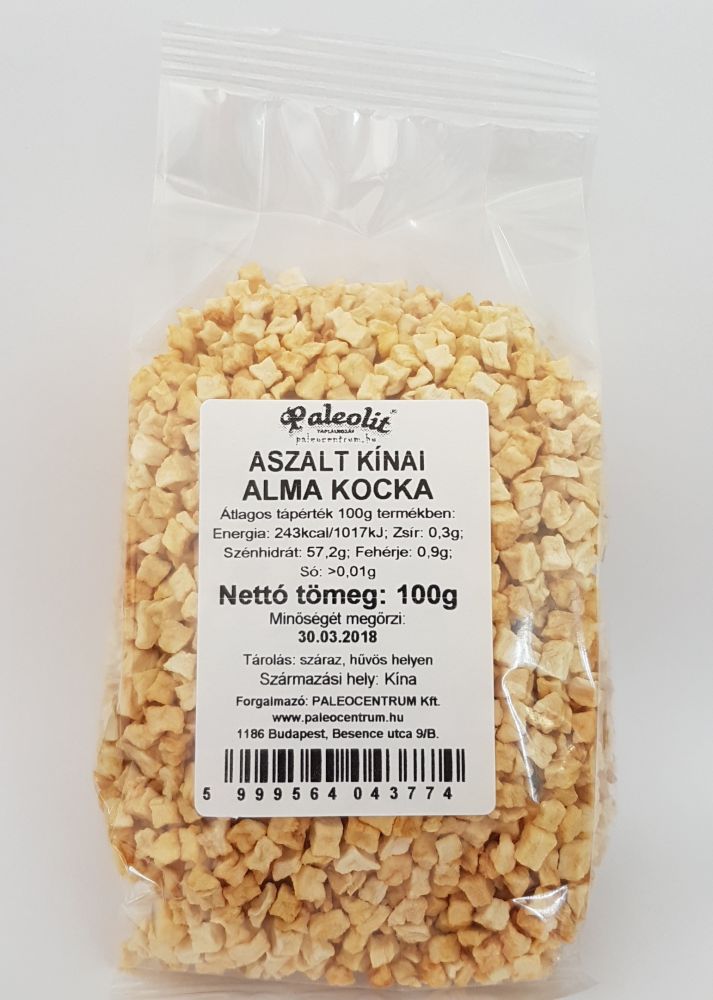 Paleolit®
TÁPLÁLKOZÁS
paleocentrum.hu
ASZALT KÍNAI
ALMA KOCKA
Átlagos tápérték 100g termékben:
Energia: 243kcal/1017kJ; Zsír: 0,3g;
Szénhidrát: 57,2g; Fehérje: 0,9g;
Só: >0,01g
Nettó tömeg: 100g
Minőségét megőrzi:
30.03.2018
Tárolás: száraz, hűvös helyen
Származási hely: Kína
Forgalmazó: PALEOCENTRUM Kft.
www.paleocentrum.hu
1186 Budapest, Besence utca 9/B.
5 999564 043774